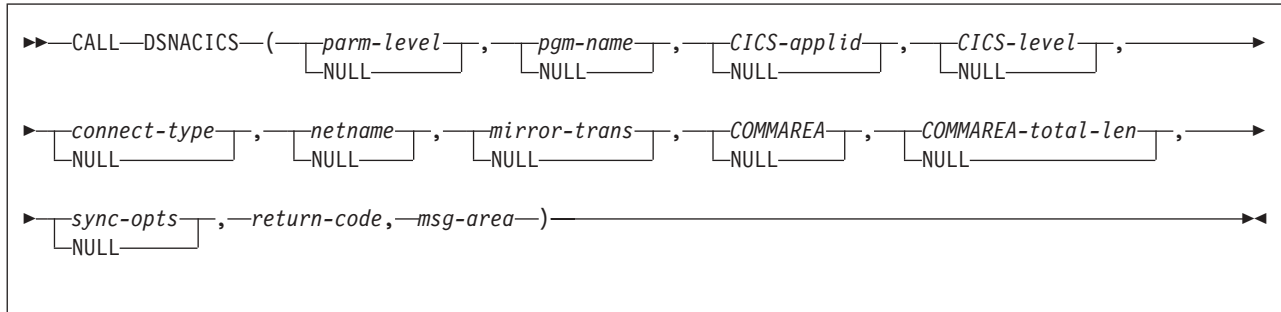 CALL DSNACICS ( parm-level , pgm-name , CICS-applid , CICS-level ,
NULL NULL NULL NULL
connect-type , netname , mirror-trans , COMMAREA , COMMAREA-total-len ,
NULL NULL NULL NULL NULL
sync-opts , return-code, msg-area )
NULL